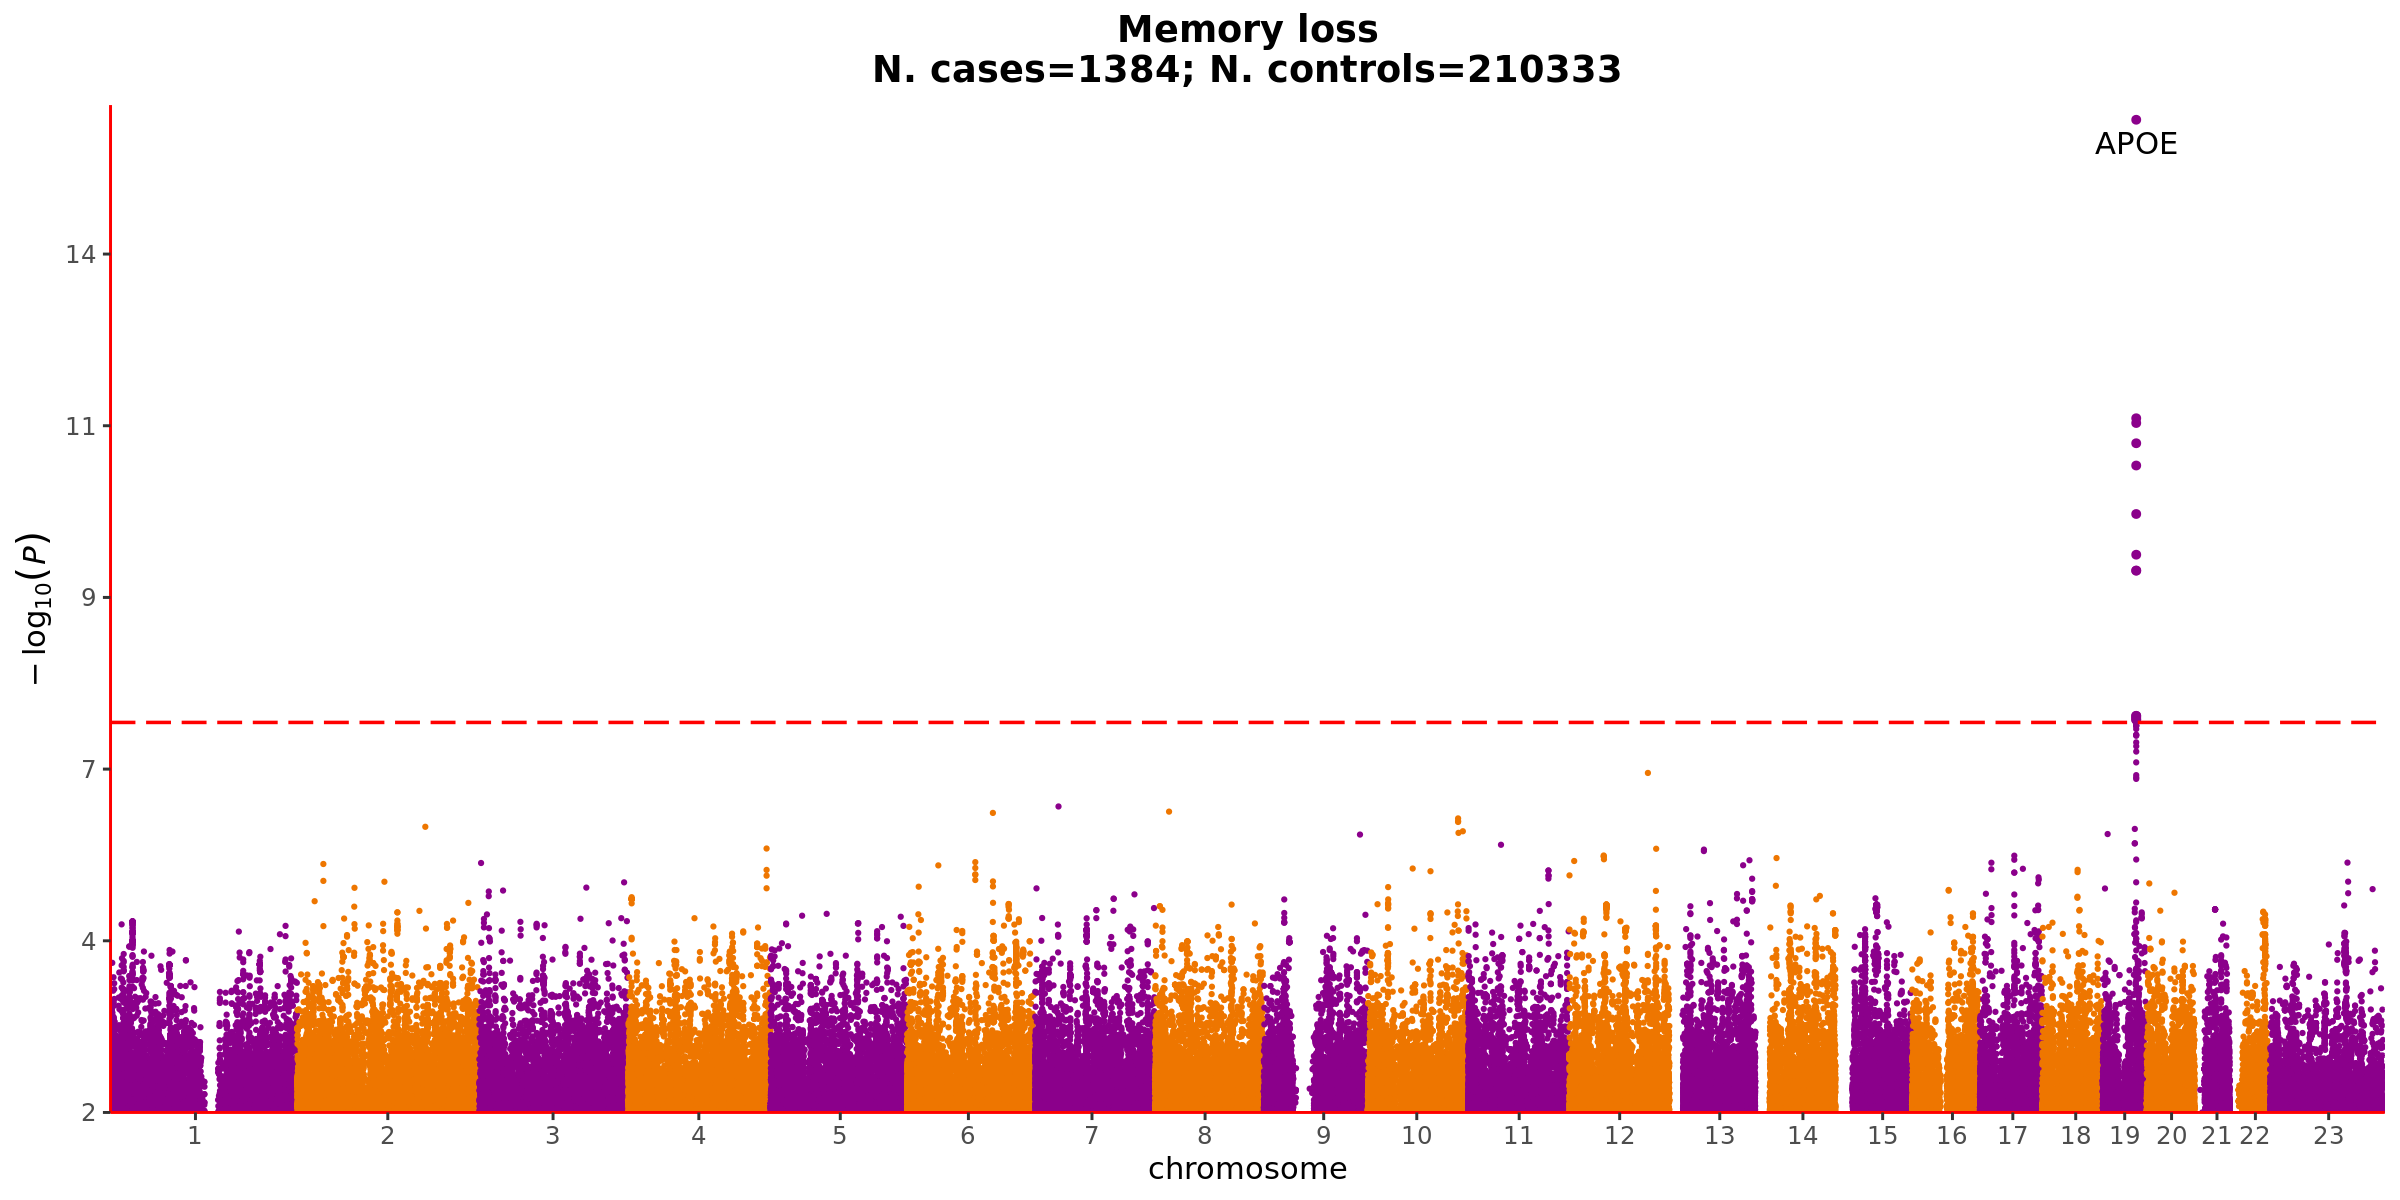 Memory loss
N. cases=1384; N. controls=210333
APOE
14
11
9
7
4
2
−log₁₀(P)
1 2 3 4 5 6 7 8 9 10 11 12 13 14 15 16 17 18 19 20 21 22 23
chromosome